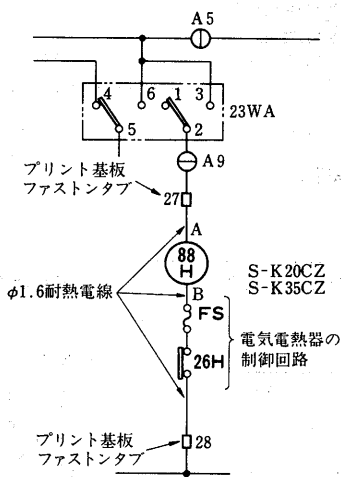 A5
4
6
1
3
23WA
5
2
A9
プリント基板
ファストンタブ
27
A
88
H
S-K20CZ
S-K35CZ
B
φ1.6耐熱電線
FS
電気電熱器の
制御回路
26H
プリント基板
ファストンタブ
28